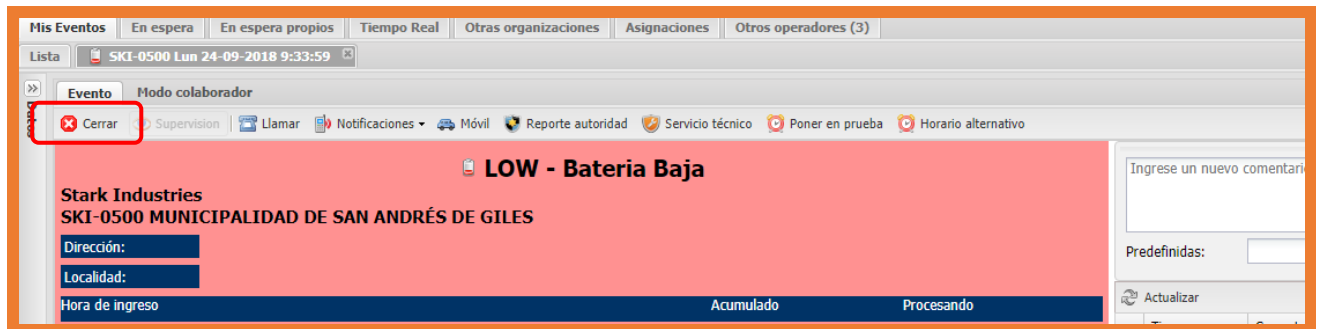 Mis Eventos En espera En espera propios Tiempo Real Otras organizaciones Asignaciones Otros operadores (3)
Lista SKI-0500 Lun 24-09-2018 9:33:59
Datos
Evento Modo colaborador
Cerrar Supervision Llamar Notificaciones Móvil Reporte autoridad Servicio técnico Poner en prueba Horario alternativo
LOW - Bateria Baja
Stark Industries
SKI-0500 MUNICIPALIDAD DE SAN ANDRÉS DE GILES
Dirección:
Localidad:
Hora de ingreso Acumulado Procesando
Ingrese un nuevo comentari
Predefinidas:
Actualizar